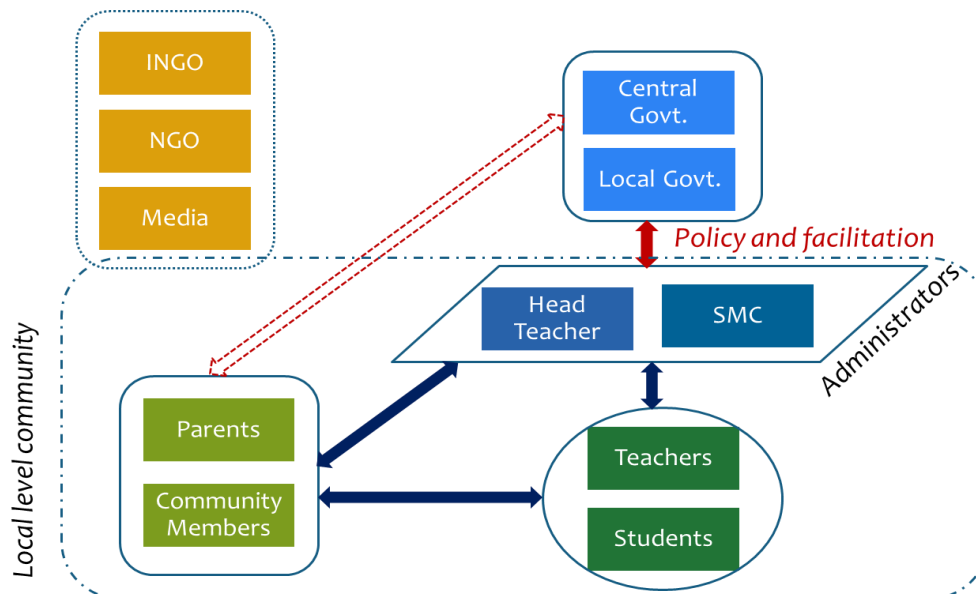 INGO
NGO
Media
Central
Govt.
Local Govt.
Policy and facilitation
Head
Teacher
SMC
Administrators
Local level community
Parents
Community
Members
Teachers
Students